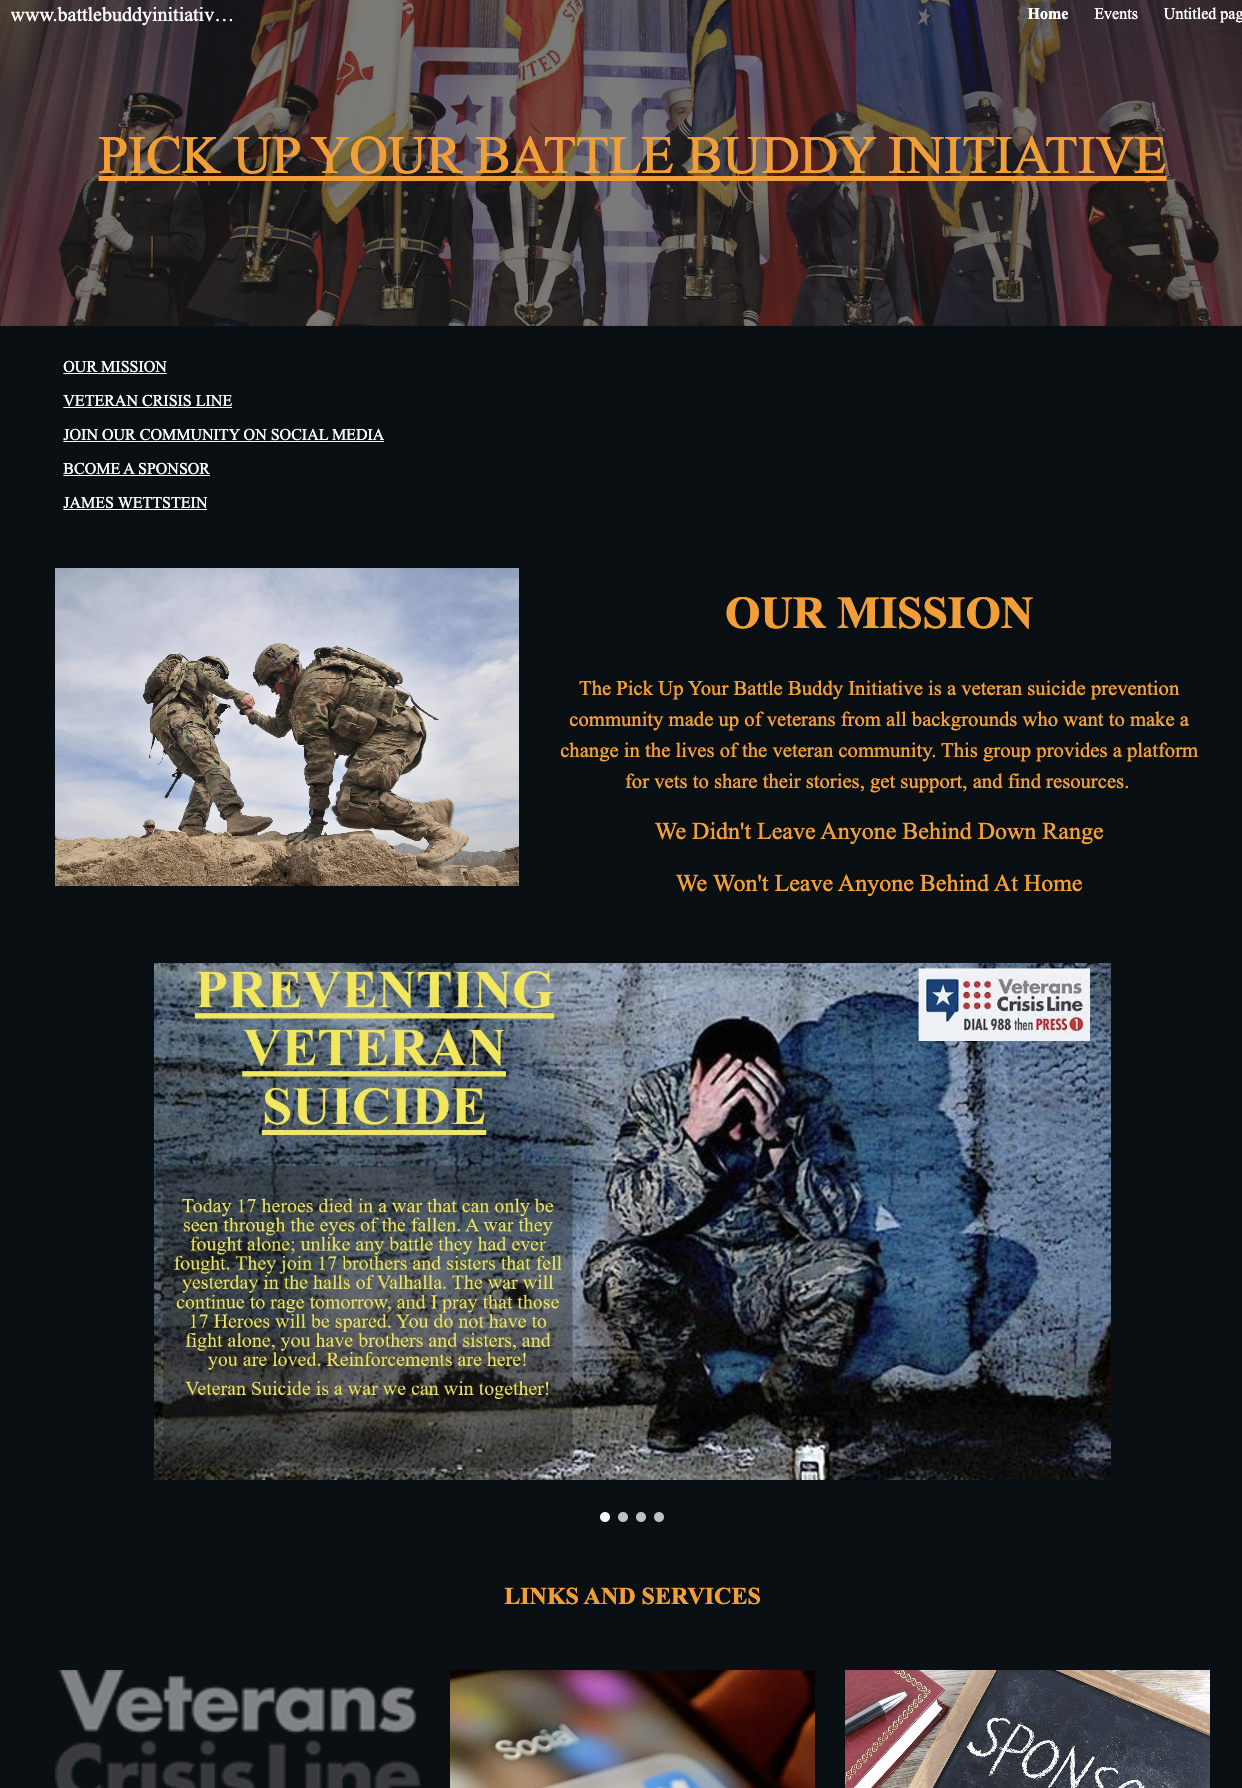 www.battlebuddyinitiativ…
Home Events Untitled pag
UNITED STA
PICK UP YOUR BATTLE BUDDY INITIATIVE
OUR MISSION
VETERAN CRISIS LINE
JOIN OUR COMMUNITY ON SOCIAL MEDIA
BCOME A SPONSOR
JAMES WETTSTEIN
OUR MISSION
The Pick Up Your Battle Buddy Initiative is a veteran suicide prevention
community made up of veterans from all backgrounds who want to make a
change in the lives of the veteran community. This group provides a platform
for vets to share their stories, get support, and find resources.
We Didn't Leave Anyone Behind Down Range
We Won't Leave Anyone Behind At Home
PREVENTING
VETERAN
SUICIDE
Veterans
Crisis Line
DIAL 988 then PRESS 1
Today 17 heroes died in a war that can only be
seen through the eyes of the fallen. A war they
fought alone; unlike any battle they had ever
fought. They join 17 brothers and sisters that fell
yesterday in the halls of Valhalla. The war will
continue to rage tomorrow, and I pray that those
17 Heroes will be spared. You do not have to
fight alone, you have brothers and sisters, and
you are loved. Reinforcements are here!
Veteran Suicide is a war we can win together!
LINKS AND SERVICES
Veterans
Crisis Line
Social
SPONSO